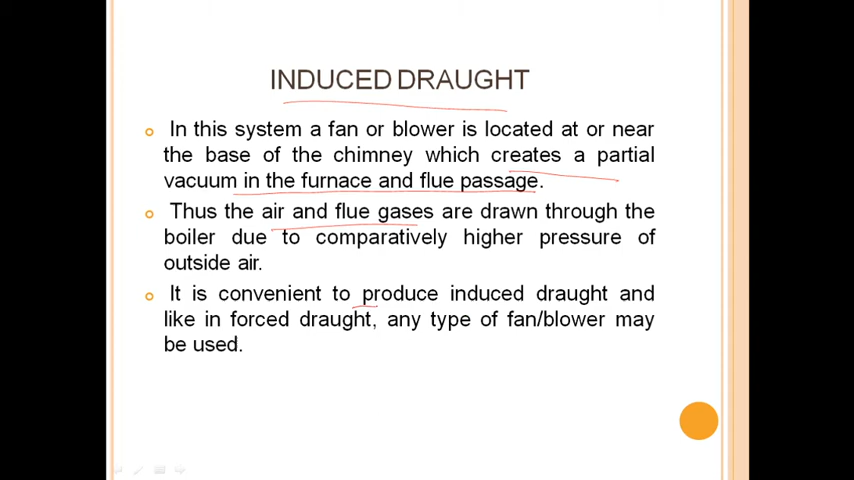 INDUCED DRAUGHT
In this system a fan or blower is located at or near
the base of the chimney which creates a partial
vacuum in the furnace and flue passage.
Thus the air and flue gases are drawn through the
boiler due to comparatively higher pressure of
outside air.
It is convenient to produce induced draught and
like in forced draught, any type of fan/blower may
be used.